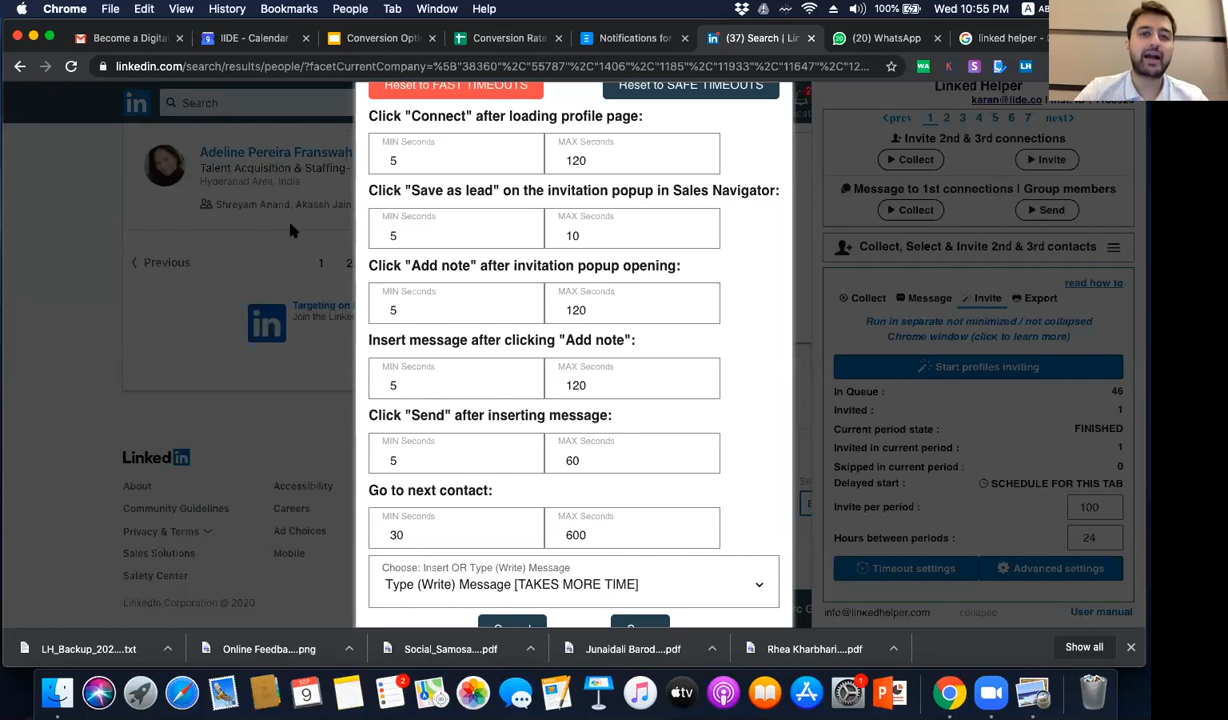 Chrome File Edit View History Bookmarks People Tab Window Help 100% Wed 10:55 PM
Become a Digita IIDE - Calendar Conversion Opti Conversion Rate Notifications for (37) Search | Lin (20) WhatsApp linked helper -
linkedin.com/search/results/people/?facetCurrentCompany=%5B"38360"%2C"55787"%2C"1406"%2C"1185"%2C"11933"%2C"11647"%2C"12...
Search
Adeline Pereira Franswah
Talent Acquisition & Staffing-
Hyderabad Area, India
Shreyam Anand, Akassh Jain
Previous 1 2
Targeting on
Join the Linke
LinkedIn
About Accessibility
Community Guidelines Careers
Privacy & Terms Ad Choices
Sales Solutions Mobile
Safety Center
LinkedIn Corporation © 2020
Reset to FAST TIMEOUTS Reset to SAFE TIMEOUTS
Click "Connect" after loading profile page:
MIN Seconds MAX Seconds
5 120
Click "Save as lead" on the invitation popup in Sales Navigator:
MIN Seconds MAX Seconds
5 10
Click "Add note" after invitation popup opening:
MIN Seconds MAX Seconds
5 120
Insert message after clicking "Add note":
MIN Seconds MAX Seconds
5 120
Click "Send" after inserting message:
MIN Seconds MAX Seconds
5 60
Go to next contact:
MIN Seconds MAX Seconds
30 600
Choose: Insert OR Type (Write) Message
Type (Write) Message [TAKES MORE TIME]
Linked Helper
<prev 1 2 3 4 5 6 7 next>
Invite 2nd & 3rd connections
Collect Invite
Message to 1st connections | Group members
Collect Send
Collect, Select & Invite 2nd & 3rd contacts
read how to
Collect Message Invite Export
Run in separate not minimized / not collapsed
Chrome window (click to learn more)
Start profiles inviting
In Queue: 46
Invited : 1
Current period state : FINISHED
Invited in current period : 1
Skipped in current period : 0
Delayed start : SCHEDULE FOR THIS TAB
Invite per period : 100
Hours between periods : 24
Timeout settings Advanced settings
info@linkedhelper.com collapsed User manual
LH_Backup_202....txt Online Feedba....png Social_Samosa....pdf Junaidali Barod....pdf Rhea Kharbhari....pdf Show all
SEP
9
2
1